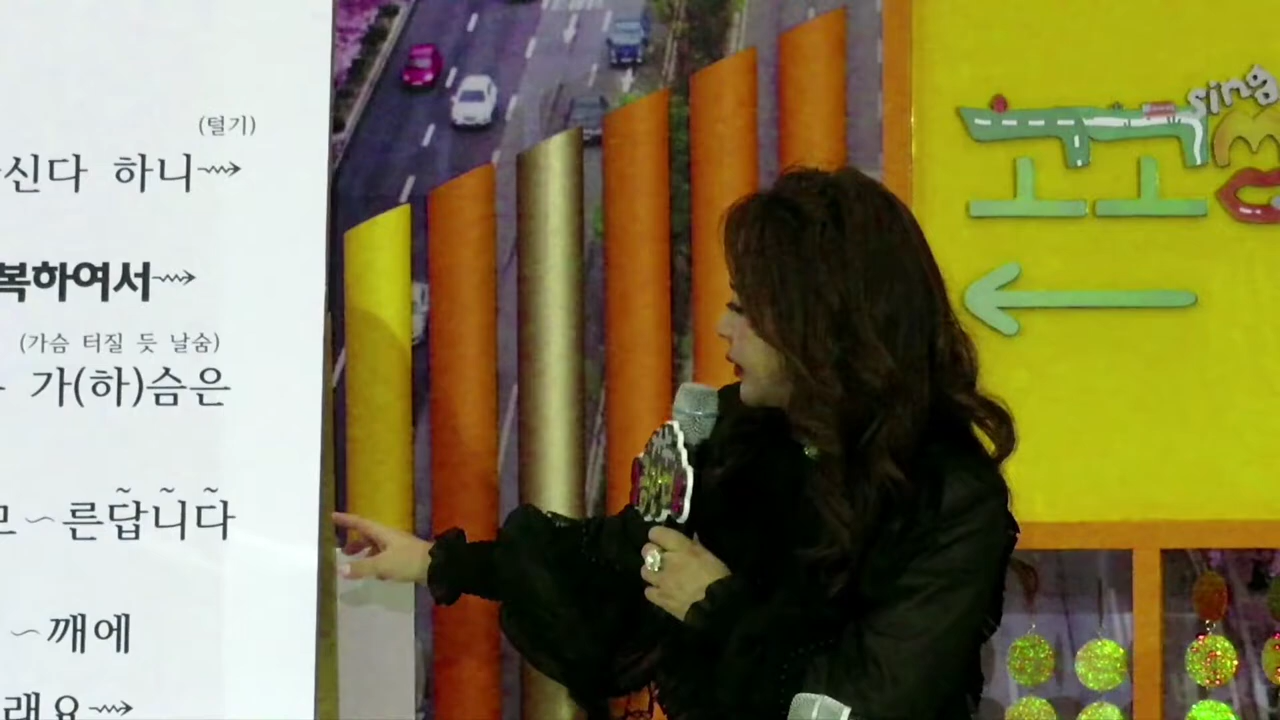 (털기)
신다 하니
복하여서
(가슴 터질 듯 날숨)
가(하)슴은
른답니다
깨에
래요
sing
고고